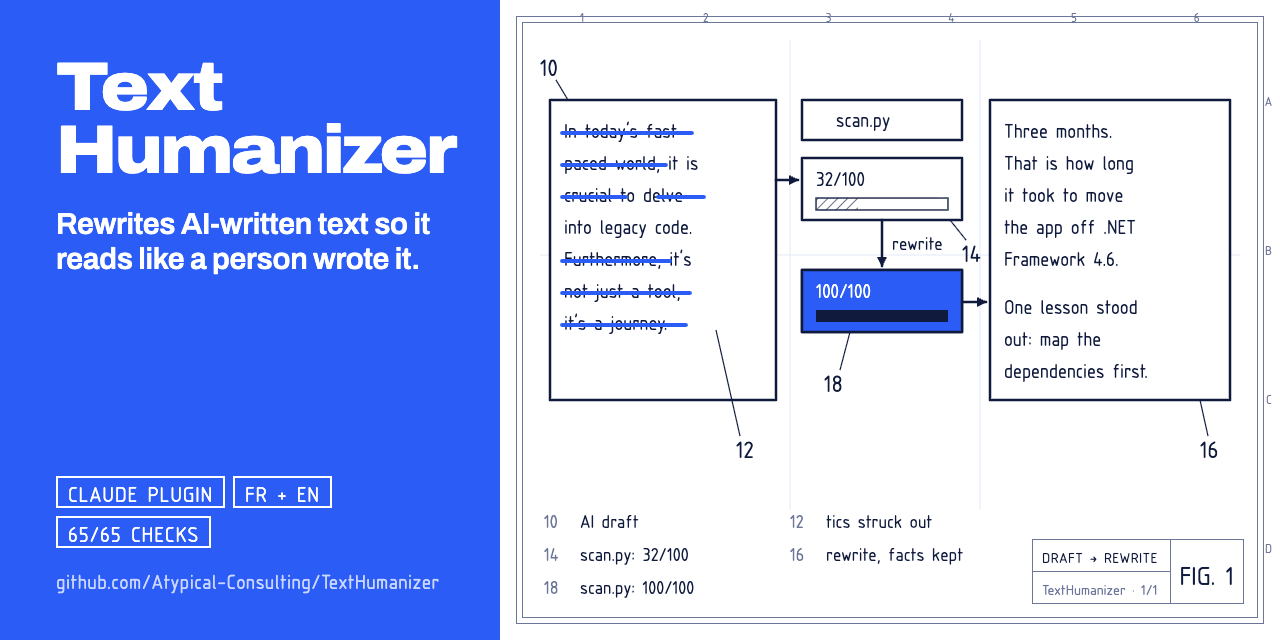 Text
Humanizer
Rewrites AI-written text so it
reads like a person wrote it.
CLAUDE PLUGIN
FR + EN
65/65 CHECKS
github.com/Atypical-Consulting/TextHumanizer
1 2 3 4 5 6
A
B
C
D
10
In today's fast
paced world, it is
crucial to delve
into legacy code.
Furthermore, it's
not just a tool,
it's a journey.
12
scan.py
32/100
14
rewrite
100/100
18
Three months.
That is how long
it took to move
the app off .NET
Framework 4.6.
One lesson stood
out: map the
dependencies first.
16
10 AI draft
12 tics struck out
14 scan.py: 32/100
16 rewrite, facts kept
18 scan.py: 100/100
DRAFT → REWRITE
TextHumanizer · 1/1
FIG. 1